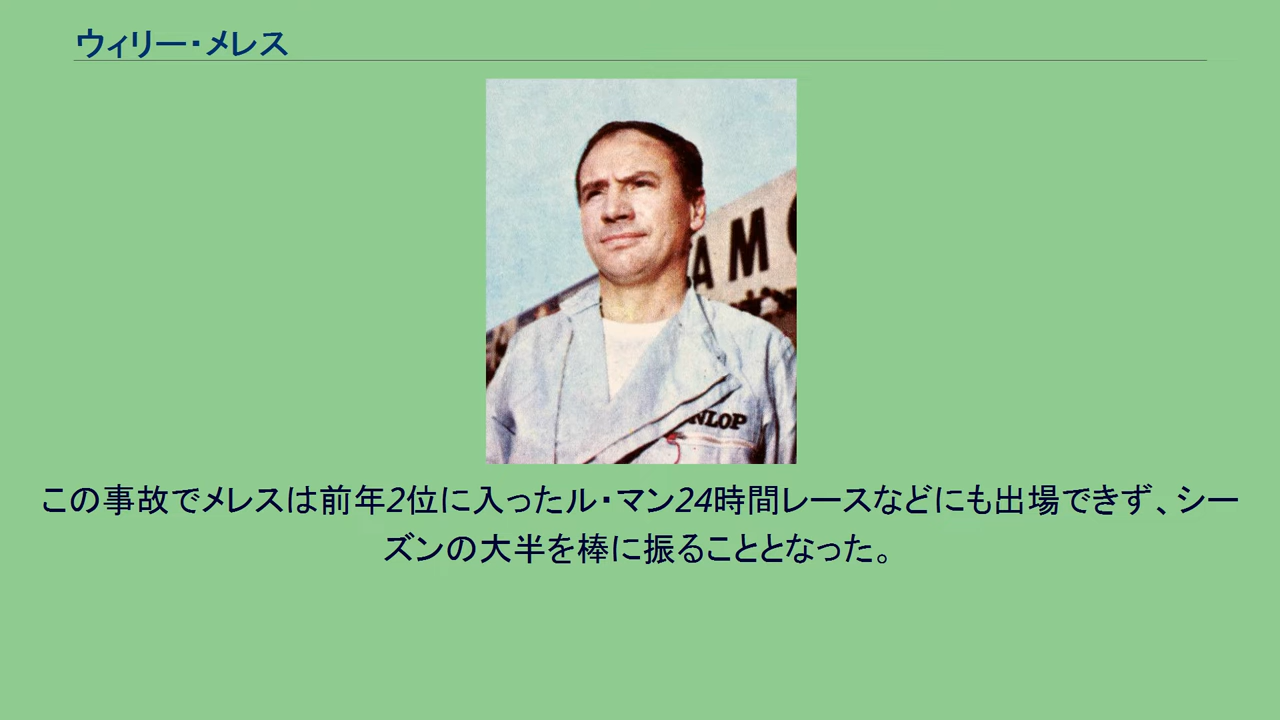 ウィリー・メレス
AM
NLOP
この事故でメレスは前年2位に入ったル・マン24時間レースなどにも出場できず、シー
ズンの大半を棒に振ることとなった。